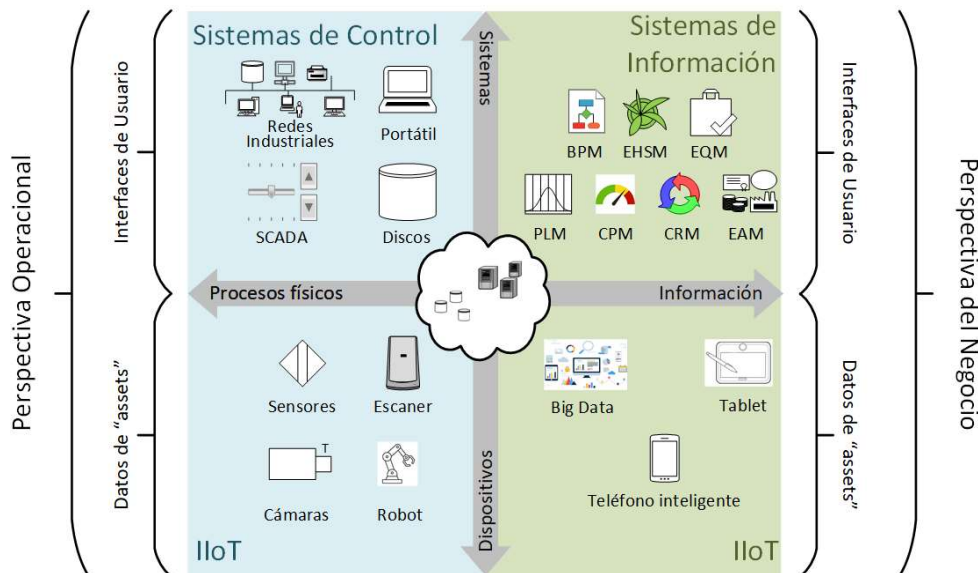 Perspectiva Operacional
Interfaces de Usuario
Datos de “assets”
Sistemas de Control
Redes
Industriales
Portátil
SCADA
Discos
Sistemas
Sistemas de
Información
BPM
EHSM
EQM
PLM
CPM
CRM
EAM
Procesos físicos
Información
Sensores
Escaner
T
Cámaras
Robot
IIoT
Dispositivos
Big Data
Tablet
Teléfono inteligente
IIoT
Interfaces de Usuario
Datos de “assets”
Perspectiva del Negocio